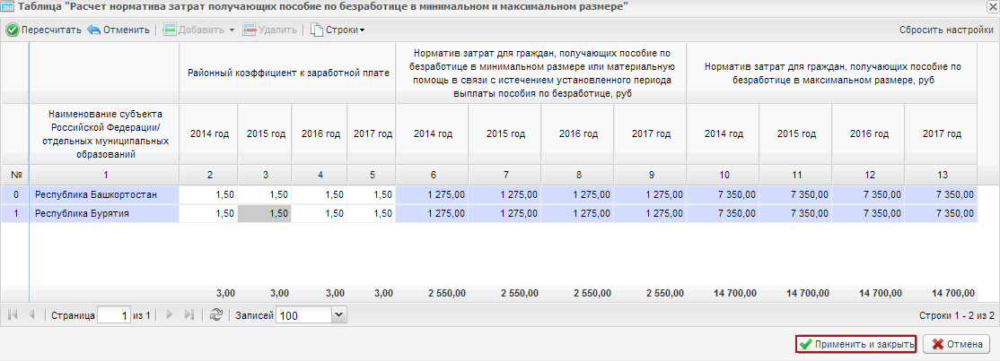 Таблица "Расчет норматива затрат получающих пособие по безработице в минимальном и максимальном размере"
Пересчитать Отменить Добавить Удалить Строки Сбросить настройки
Районный коэффициент к заработной плате
Норматив затрат для граждан, получающих пособие по
безработице в минимальном размере или материальную
помощь в связи с истечением установленного периода
выплаты пособия по безработице, руб
Норматив затрат для граждан, получающих пособие по
безработице в максимальном размере, руб
Наименование субъекта
Российской Федерации/
отдельных муниципальных
образований
2014 год 2015 год 2016 год 2017 год 2014 год 2015 год 2016 год 2017 год 2014 год 2015 год 2016 год 2017 год
№ 1 2 3 4 5 6 7 8 9 10 11 12 13
0 Республика Башкортостан 1,50 1,50 1,50 1,50 1 275,00 1 275,00 1 275,00 1 275,00 7 350,00 7 350,00 7 350,00 7 350,00
1 Республика Бурятия 1,50 1,50 1,50 1,50 1 275,00 1 275,00 1 275,00 1 275,00 7 350,00 7 350,00 7 350,00 7 350,00
3,00 3,00 3,00 3,00 2 550,00 2 550,00 2 550,00 2 550,00 14 700,00 14 700,00 14 700,00 14 700,00
Страница 1 из 1 Записей 100 Строки 1 - 2 из 2
Применить и закрыть Отмена